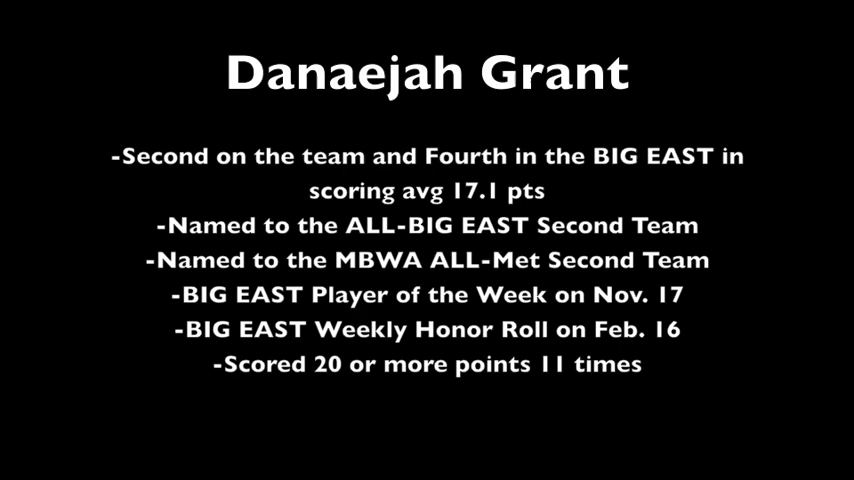 Danaejah Grant
-Second on the team and Fourth in the BIG EAST in
scoring avg 17.1 pts
-Named to the ALL-BIG EAST Second Team
-Named to the MBWA ALL-Met Second Team
-BIG EAST Player of the Week on Nov. 17
-BIG EAST Weekly Honor Roll on Feb. 16
-Scored 20 or more points 11 times